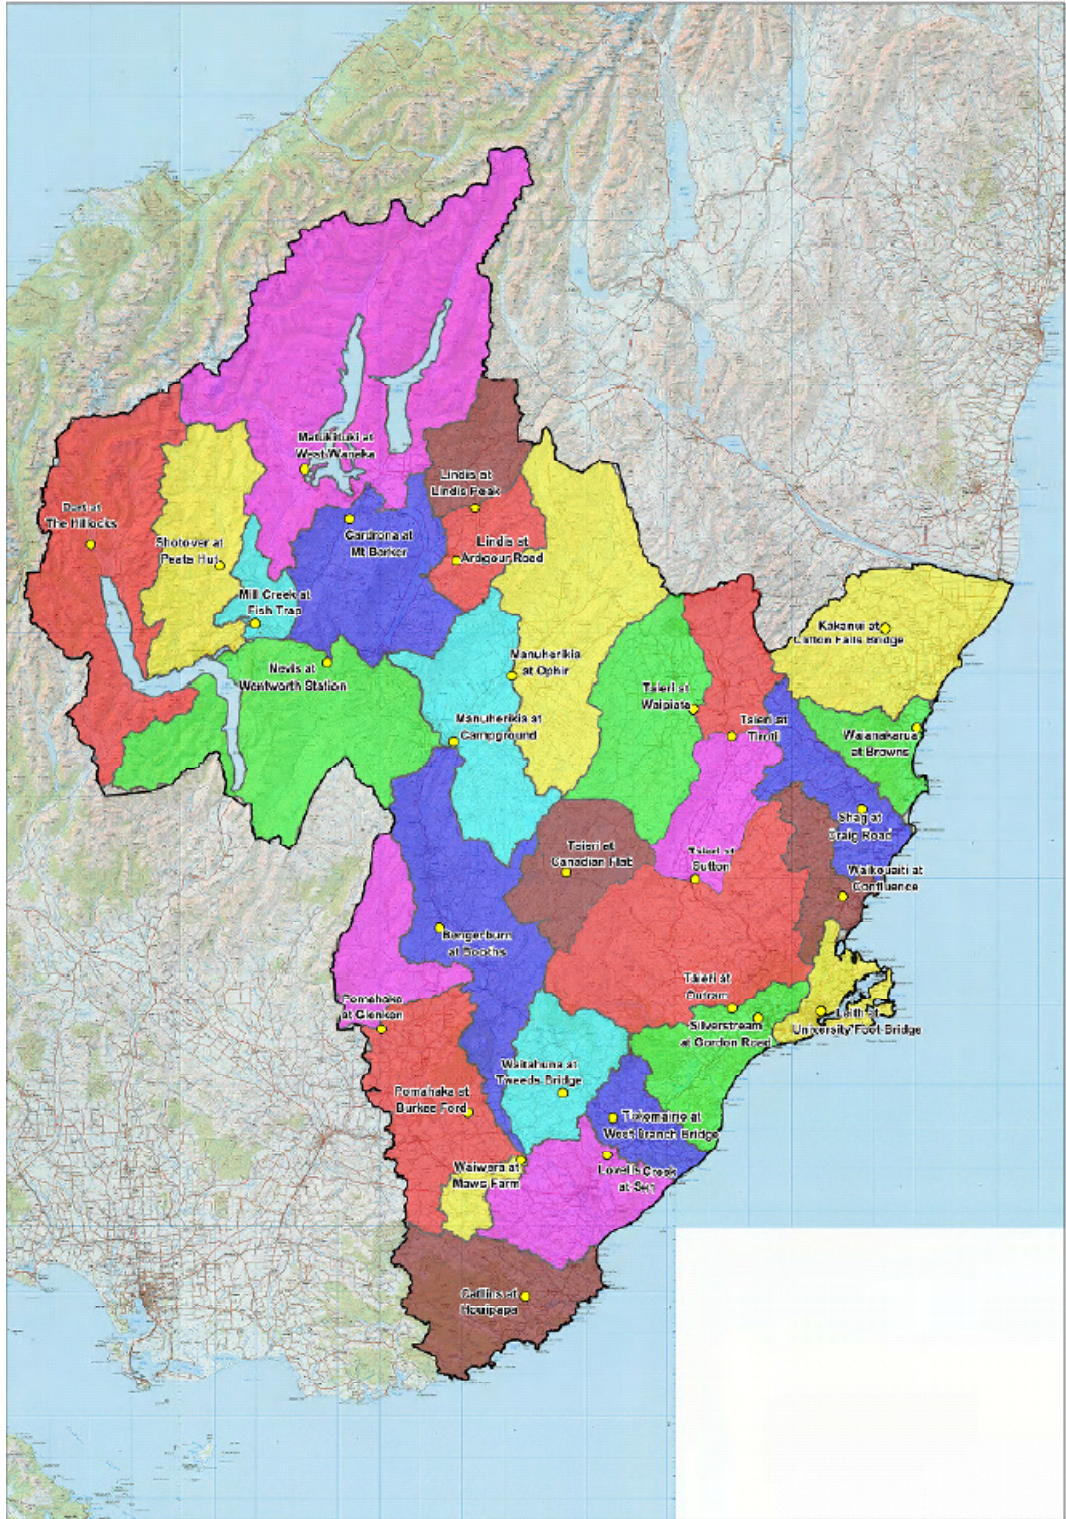 Matukituki at
West Wanaka
Lindis at
Lindis Peak
Dart at
The Hillocks
Cardrona at
Mt Barker
Shotover at
Peats Hut
Lindis at
Ardgour Road
Mill Creek at
Fish Trap
Kakanui at
Clifton Falls Bridge
Nevis at
Wentworth Station
Manuherikia
at Ophir
Taieri at
Waipiata
Manuherikia at
Campground
Taieri at
Tiroiti
Waianakarua
at Browns
Shag at
Craig Road
Taieri at
Canadian Flat
Taieri at
Sutton
Waikouaiti at
Confluence
Bengerburn
at Booths
Pomahaka
at Glenken
Taieri at
Outram
Leith at
University Foot Bridge
Silverstream
at Gordon Road
Waitahuna at
Tweeds Bridge
Pomahaka at
Burkes Ford
Tokomairiro at
West Branch Bridge
Waiwera at
Maws Farm
Lovells Creek
at SH1
Catlins at
Houipapa